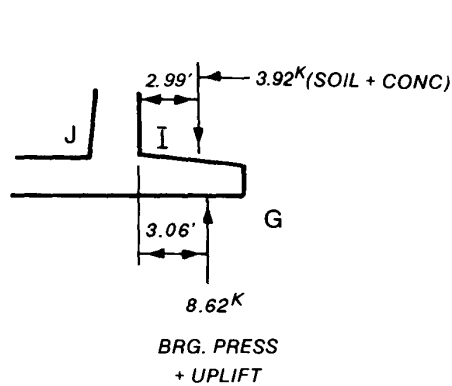 2.99'
3.92K (SOIL + CONC)
J
I
G
3.06'
8.62K
BRG. PRESS
+ UPLIFT